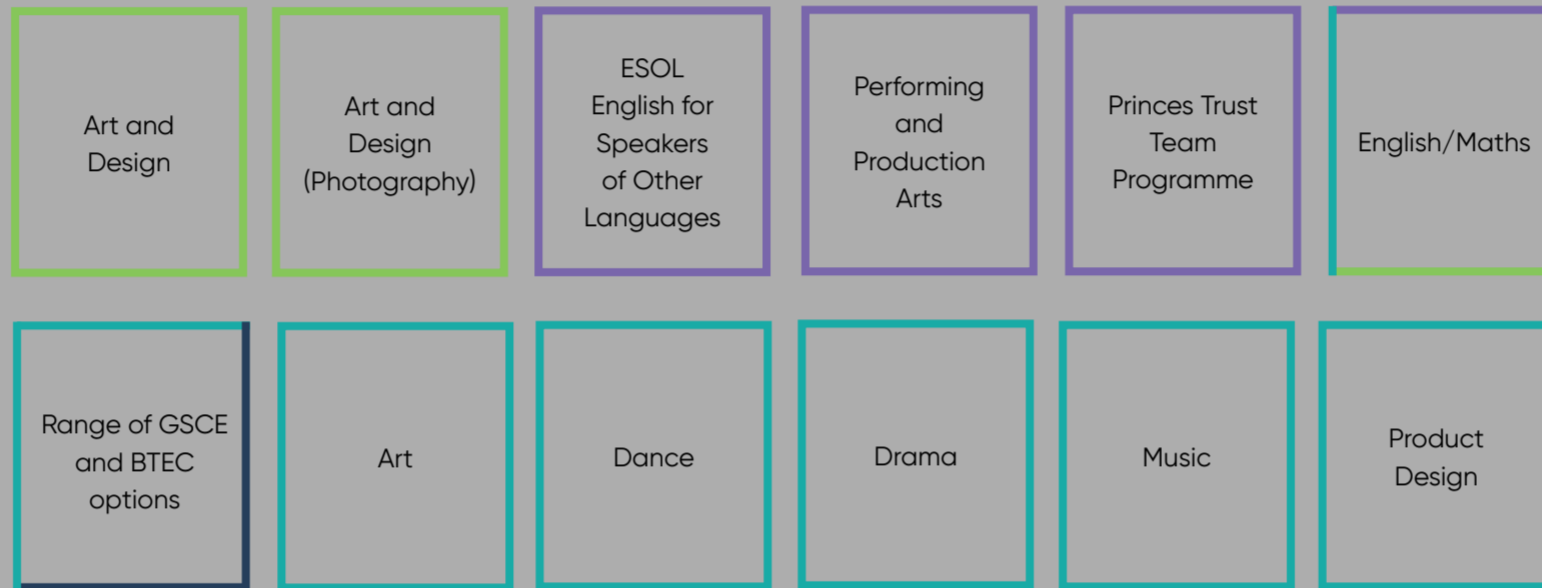 Art and
Design
Art and
Design
(Photography)
ESOL
English for
Speakers
of Other
Languages
Performing
and
Production
Arts
Princes Trust
Team
Programme
English/Maths
Range of GSCE
and BTEC
options
Art
Dance
Drama
Music
Product
Design